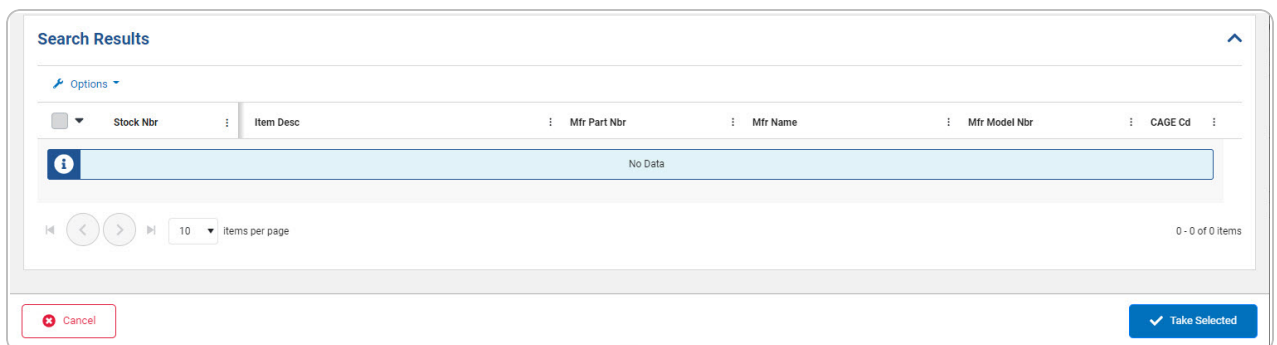 Search Results
Options
Stock Nbr Item Desc Mfr Part Nbr Mfr Name Mfr Model Nbr CAGE Cd
No Data
10 items per page 0 - 0 of 0 items
Cancel Take Selected